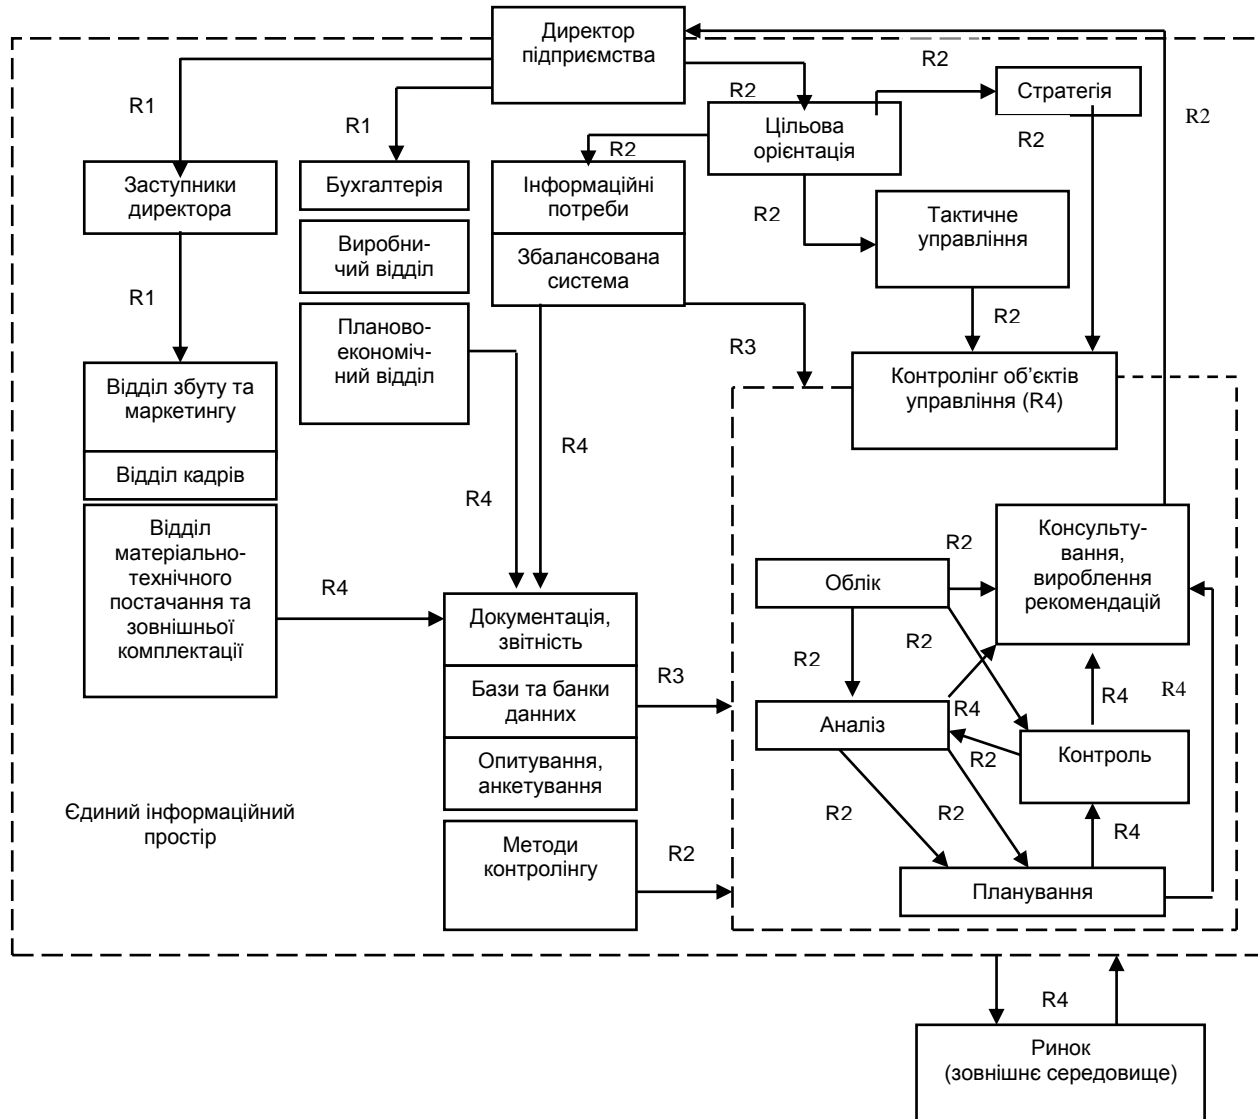 Директор
підприємства
R2
Стратегія
R1
R2
R2
R2
R1
Цільова
орієнтація
R2
Заступники
директора
Бухгалтерія
Інформаційні
потреби
R2
Тактичне
управління
Виробни-
чий відділ
Збалансована
система
R1
Планово-
економіч-
ний відділ
R3
R2
Відділ збуту та
маркетингу
Контролінг об’єктів
управління (R4)
R4
Відділ кадрів
R4
Відділ
матеріально-
технічного
постачання та
зовнішньої
комплектації
R4
Консульту-
вання,
вироблення
рекомендацій
R2
Облік
Документація,
звітність
R2
R2
R3
Бази та банки
данних
R4
R4
R4
Аналіз
R2
Контроль
Опитування,
анкетування
Єдиний інформаційний
простір
R2
R2
R4
Методи
контролінгу
R2
Планування
R4
Ринок
(зовнішнє середовище)